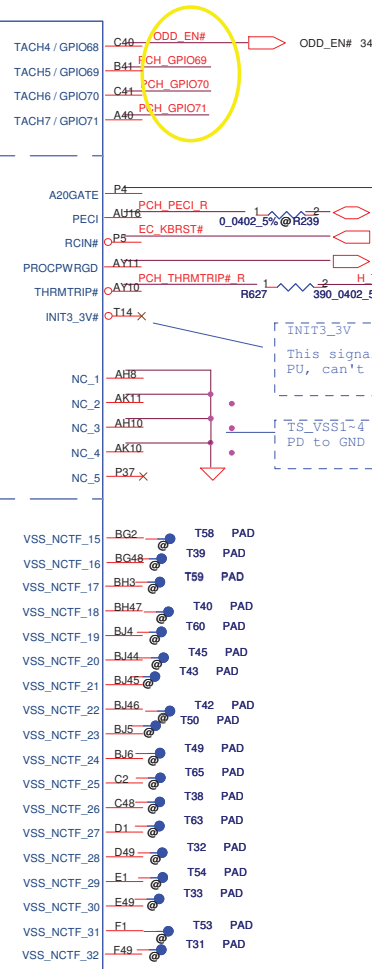 TACH4 / GPIO68 C40 ODD_EN# ODD_EN# 34
TACH5 / GPIO69 B41 PCH_GPIO69
TACH6 / GPIO70 C41 PCH_GPIO70
TACH7 / GPIO71 A40 PCH_GPIO71
A20GATE P4
PECI AU16 PCH_PECI_R 1 2 0_0402_5% @ R239
RCIN# P5 EC_KBRST#
PROCPWRGD AY11
THRMTRIP# AY10 PCH_THRMTRIP#_R 1 2 H_
R627 390_0402_5
INIT3_3V# T14
INIT3_3V
This signa
PU, can't
NC_1 AH8
NC_2 AK11
NC_3 AH10
NC_4 AK10
NC_5 P37
TS_VSS1~4
PD to GND
VSS_NCTF_15 BG2 @ T58 PAD
VSS_NCTF_16 BG48 @ T39 PAD
VSS_NCTF_17 BH3 @ T59 PAD
VSS_NCTF_18 BH47 @ T40 PAD
VSS_NCTF_19 BJ4 @ T60 PAD
VSS_NCTF_20 BJ44 @ T45 PAD
VSS_NCTF_21 BJ45 @ T43 PAD
VSS_NCTF_22 BJ46 @ T42 PAD
VSS_NCTF_23 BJ5 @ T50 PAD
VSS_NCTF_24 BJ6 @ T49 PAD
VSS_NCTF_25 C2 @ T65 PAD
VSS_NCTF_26 C48 @ T38 PAD
VSS_NCTF_27 D1 @ T63 PAD
VSS_NCTF_28 D49 @ T32 PAD
VSS_NCTF_29 E1 @ T54 PAD
VSS_NCTF_30 E49 @ T33 PAD
VSS_NCTF_31 F1 @ T53 PAD
VSS_NCTF_32 F49 @ T31 PAD